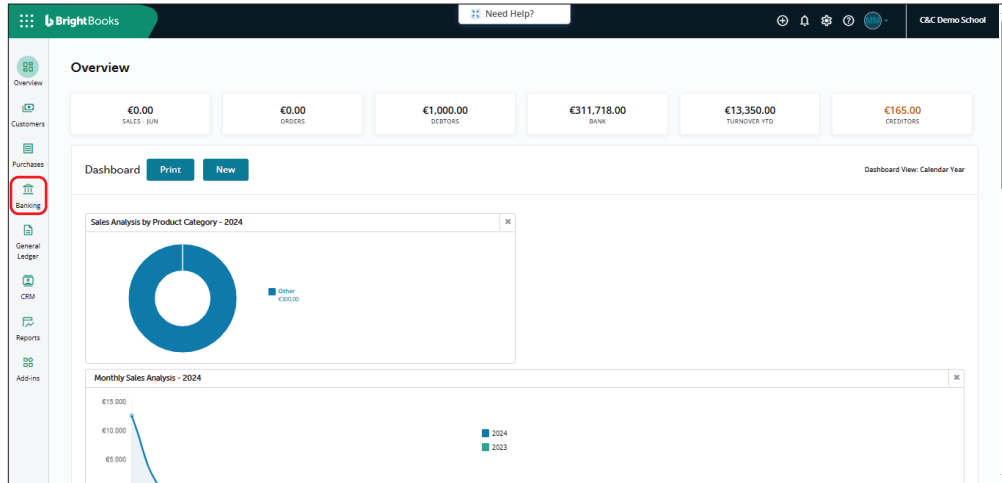 BrightBooks
Need Help?
MM
C&C Demo School
Overview
Customers
Purchases
Banking
General
Ledger
CRM
Reports
Add-ins
Overview
€0.00
SALES - JUN
€0.00
ORDERS
€1,000.00
DEBTORS
€311,718.00
BANK
€13,350.00
TURNOVER YTD
€165.00
CREDITORS
Dashboard
Print
New
Dashboard View: Calendar Year
Sales Analysis by Product Category - 2024
Other
€300.00
Monthly Sales Analysis - 2024
€15.000
€10.000
€5.000
2024
2023